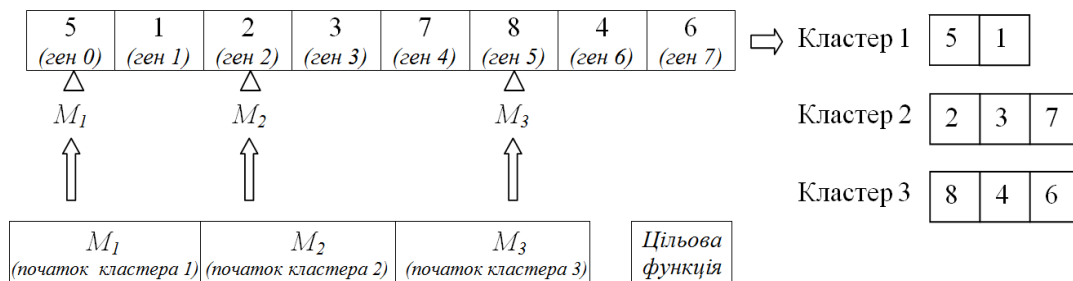 5 1 2 3 7 8 4 6
(ген 0) (ген 1) (ген 2) (ген 3) (ген 4) (ген 5) (ген 6) (ген 7)
M1 M2 M3
Кластер 1 5 1
Кластер 2 2 3 7
Кластер 3 8 4 6
M1 M2 M3
(початок кластера 1) (початок кластера 2) (початок кластера 3)
Цільова
функція